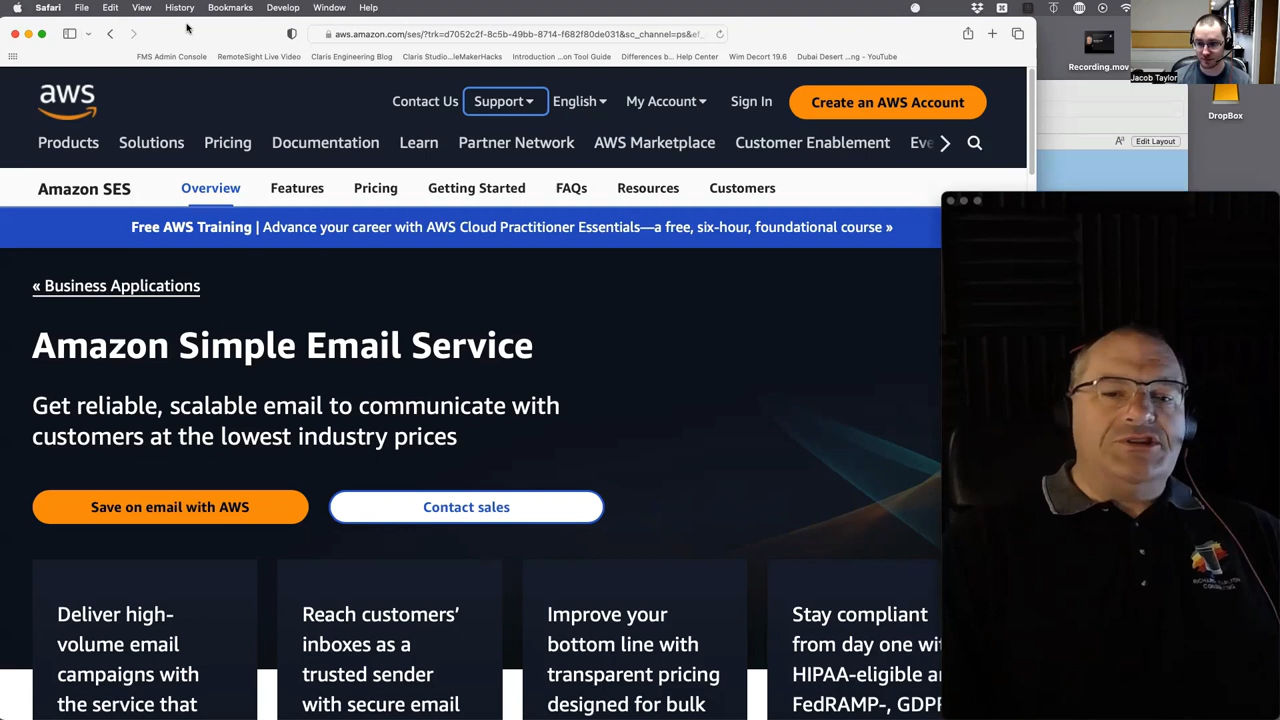 Safari File Edit View History Bookmarks Develop Window Help
aws.amazon.com/ses/?trk=d7052c2f-8c5b-49bb-8714-f682f80de031&sc_channel=ps&ef_
FMS Admin Console RemoteSight Live Video Claris Engineering Blog Claris Studio...leMakerHacks Introduction ...on Tool Guide Differences b... Help Center Wim Decort 19.6 Dubai Desert ...ng - YouTube
Recording.mov
Jacob Taylor
DropBox
Edit Layout
aws
Contact Us Support English My Account Sign In Create an AWS Account
Products Solutions Pricing Documentation Learn Partner Network AWS Marketplace Customer Enablement Eve
Amazon SES Overview Features Pricing Getting Started FAQs Resources Customers
Free AWS Training | Advance your career with AWS Cloud Practitioner Essentials—a free, six-hour, foundational course »
« Business Applications
Amazon Simple Email Service
Get reliable, scalable email to communicate with
customers at the lowest industry prices
Save on email with AWS Contact sales
Deliver high-
volume email
campaigns with
the service that
Reach customers'
inboxes as a
trusted sender
with secure email
Improve your
bottom line with
transparent pricing
designed for bulk
Stay compliant
from day one wit
HIPAA-eligible a
FedRAMP-, GDPR